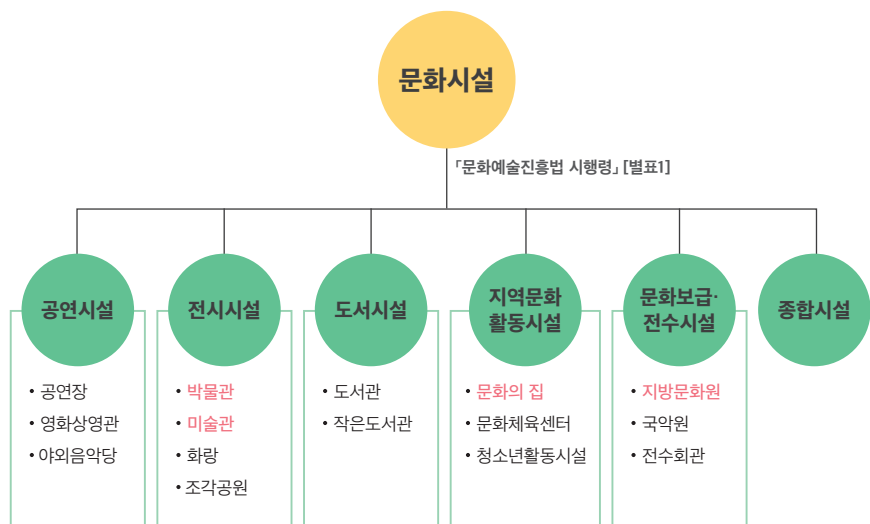 문화시설
「문화예술진흥법 시행령」 [별표1]
공연시설
• 공연장
• 영화상영관
• 야외음악당
전시시설
• 박물관
• 미술관
• 화랑
• 조각공원
도서시설
• 도서관
• 작은도서관
지역문화
활동시설
• 문화의 집
• 문화체육센터
• 청소년활동시설
문화보급·
전수시설
• 지방문화원
• 국악원
• 전수회관
종합시설